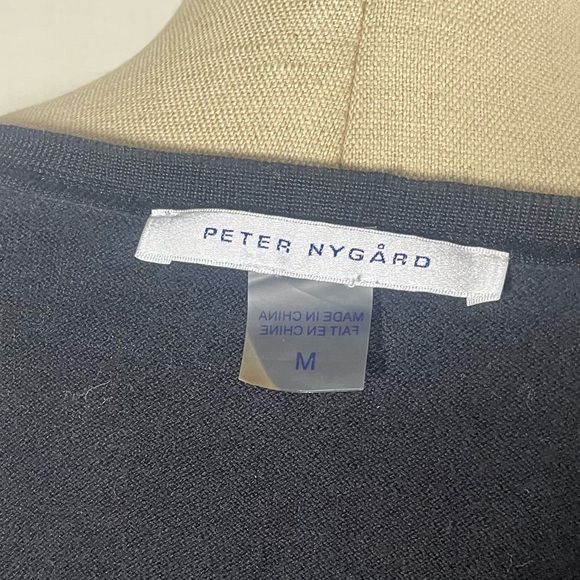 PETER NYGÅRD
MADE IN CHINA
FAIT EN CHINE
M